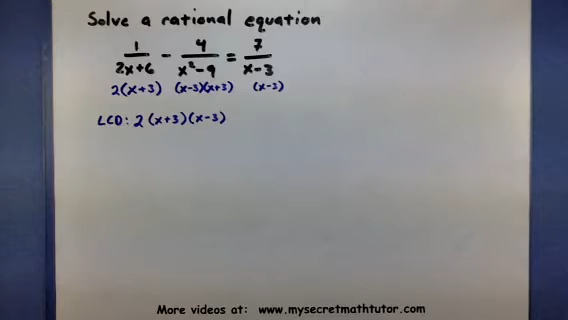 Solve a rational equation
1/(2x+6) - 4/(x²-9) = 7/(x-3)
2(x+3) (x-3)(x+3) (x-3)
LCD: 2(x+3)(x-3)
More videos at: www.mysecretmathtutor.com